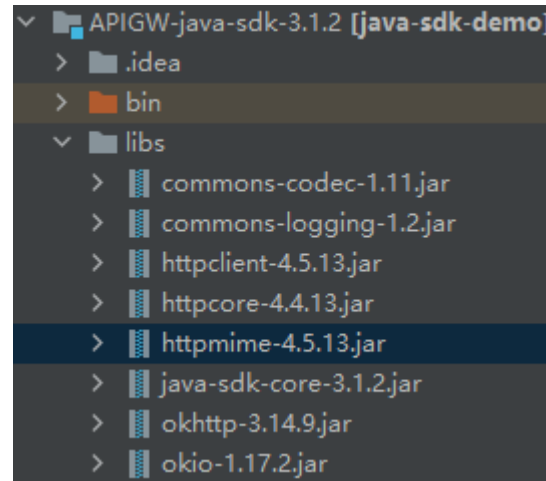 APIGW-java-sdk-3.1.2 [java-sdk-demo]
.idea
bin
libs
commons-codec-1.11.jar
commons-logging-1.2.jar
httpclient-4.5.13.jar
httpcore-4.4.13.jar
httpmime-4.5.13.jar
java-sdk-core-3.1.2.jar
okhttp-3.14.9.jar
okio-1.17.2.jar